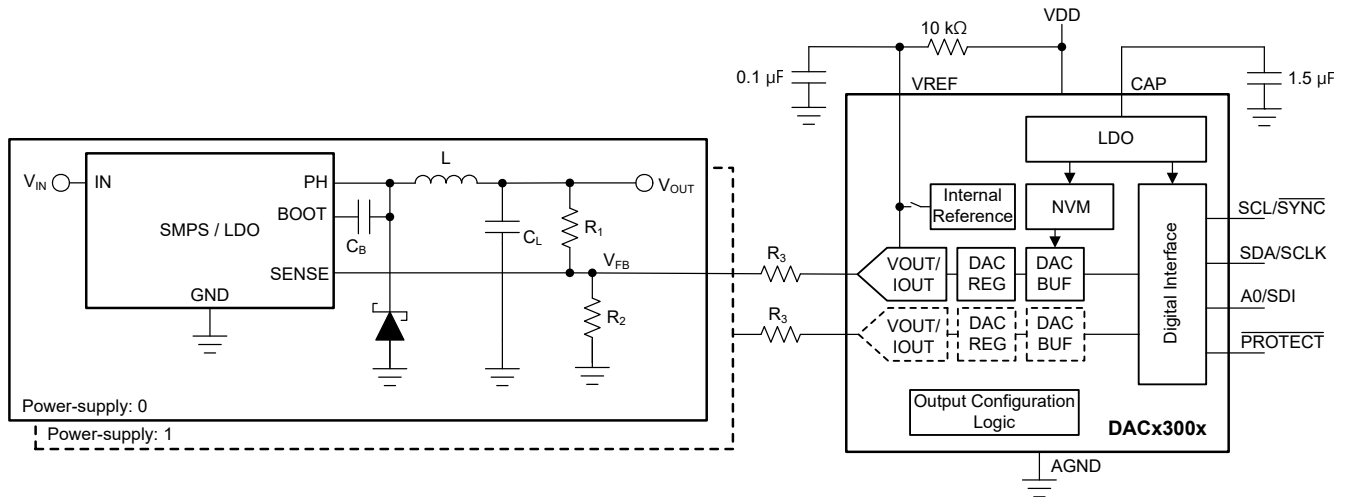 VDD
10 kΩ
0.1 µF
1.5 µF
VREF
CAP
LDO
L
V_IN
IN
PH
V_OUT
Internal
Reference
NVM
SCL/SYNC
BOOT
SMPS / LDO
C_B
C_L
R_1
SDA/SCLK
SENSE
V_FB
R_3
VOUT/
IOUT
DAC
REG
DAC
BUF
Digital Interface
A0/SDI
GND
R_2
R_3
VOUT/
IOUT
DAC
REG
DAC
BUF
PROTECT
Output Configuration
Logic
DACx300x
Power-supply: 0
Power-supply: 1
AGND